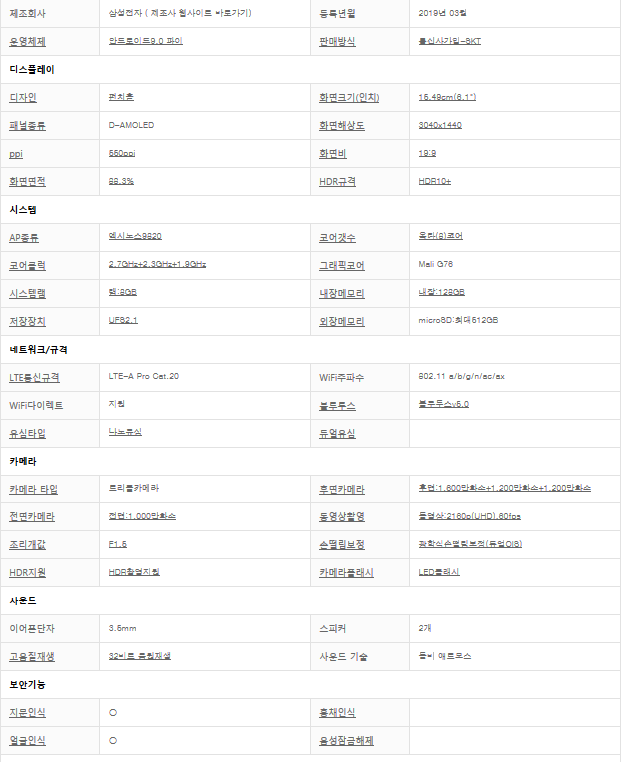 제조회사 삼성전자 ( 제조사 웹사이트 바로가기) 등록년월 2019년 03월
운영체제 안드로이드9.0 파이 판매방식 통신사가입-SKT
디스플레이
디자인 펀치홀 화면크기(인치) 15.49cm(6.1")
패널종류 D-AMOLED 화면해상도 3040x1440
ppi 550ppi 화면비 19:9
화면면적 88.3% HDR규격 HDR10+
시스템
AP종류 엑시노스9820 코어갯수 옥타(8)코어
코어클럭 2.7GHz+2.3GHz+1.9GHz 그래픽코어 Mali G76
시스템램 램:8GB 내장메모리 내장:128GB
저장장치 UFS2.1 외장메모리 microSD:최대512GB
네트워크/규격
LTE통신규격 LTE-A Pro Cat.20 WiFi주파수 802.11 a/b/g/n/ac/ax
WiFi다이렉트 지원 블루투스 블루투스v5.0
유심타입 나노유심 듀얼유심
카메라
카메라 타입 트리플카메라 후면카메라 후면:1,600만화소+1,200만화소+1,200만화소
전면카메라 전면:1,000만화소 동영상촬영 동영상:2160p(UHD),60fps
조리개값 F1.5 손떨림보정 광학식손떨림보정(듀얼OIS)
HDR지원 HDR촬영지원 카메라플래시 LED플래시
사운드
이어폰단자 3.5mm 스피커 2개
고음질재생 32비트 음원재생 사운드 기술 돌비 애트모스
보안기능
지문인식 ○ 홍채인식
얼굴인식 ○ 음성잠금해제